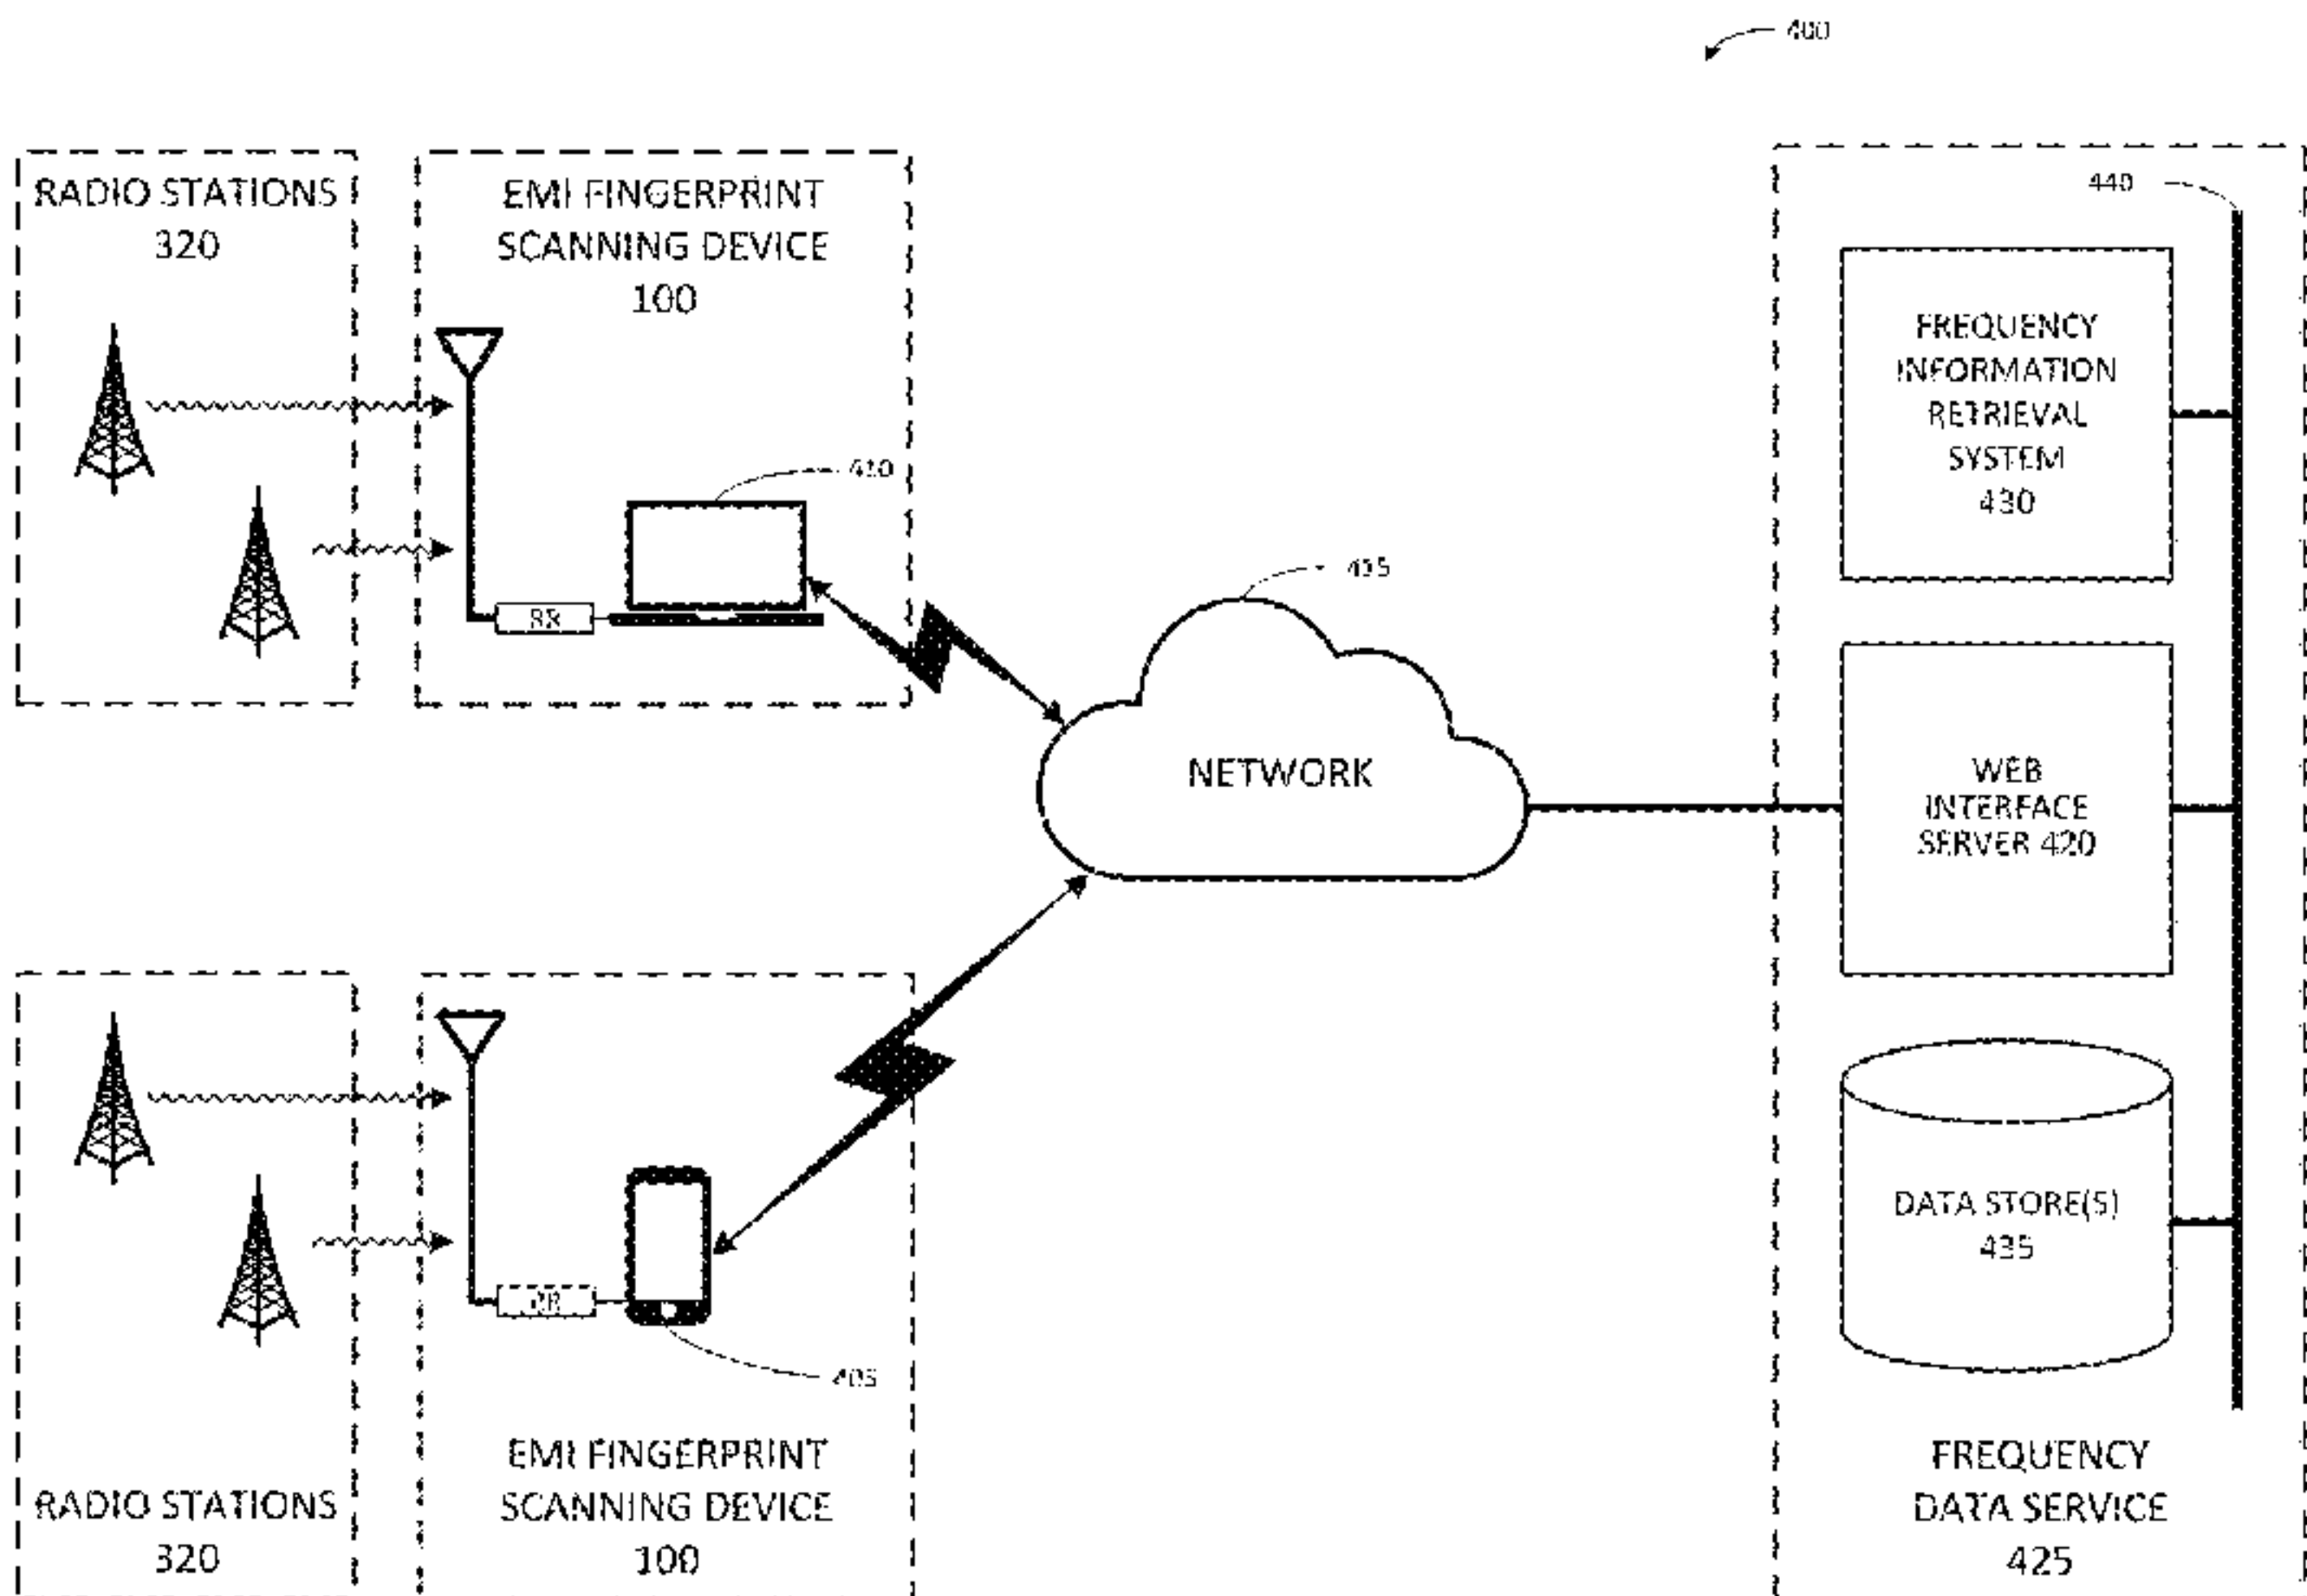 400
RADIO STATIONS
320
EMI FINGERPRINT
SCANNING DEVICE
100
410
440
FREQUENCY
INFORMATION
RETRIEVAL
SYSTEM
430
415
NETWORK
WEB
INTERFACE
SERVER 420
DATA STORE(S)
435
405
RADIO STATIONS
320
EMI FINGERPRINT
SCANNING DEVICE
100
FREQUENCY
DATA SERVICE
425